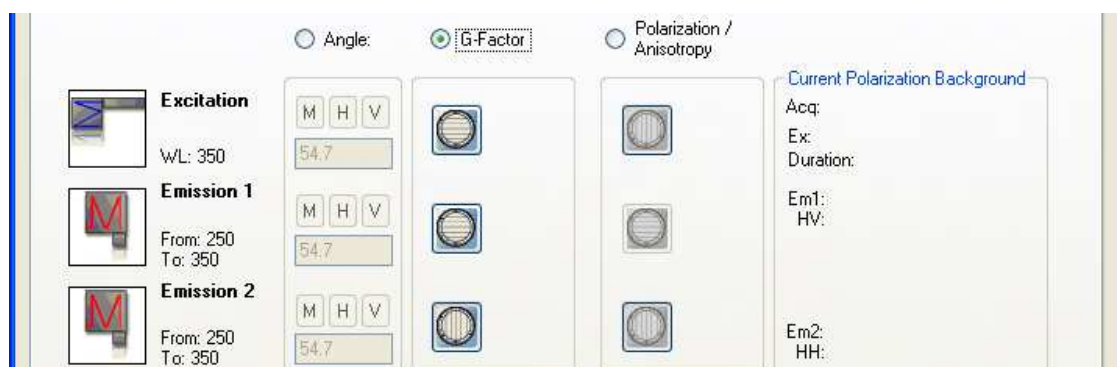 Angle:
G-Factor
Polarization /
Anisotropy
Excitation
WL: 350
M H V
54.7
Emission 1
From: 250
To: 350
M H V
54.7
Emission 2
From: 250
To: 350
M H V
54.7
Current Polarization Background
Acq:
Ex:
Duration:
Em1:
HV:
Em2:
HH: